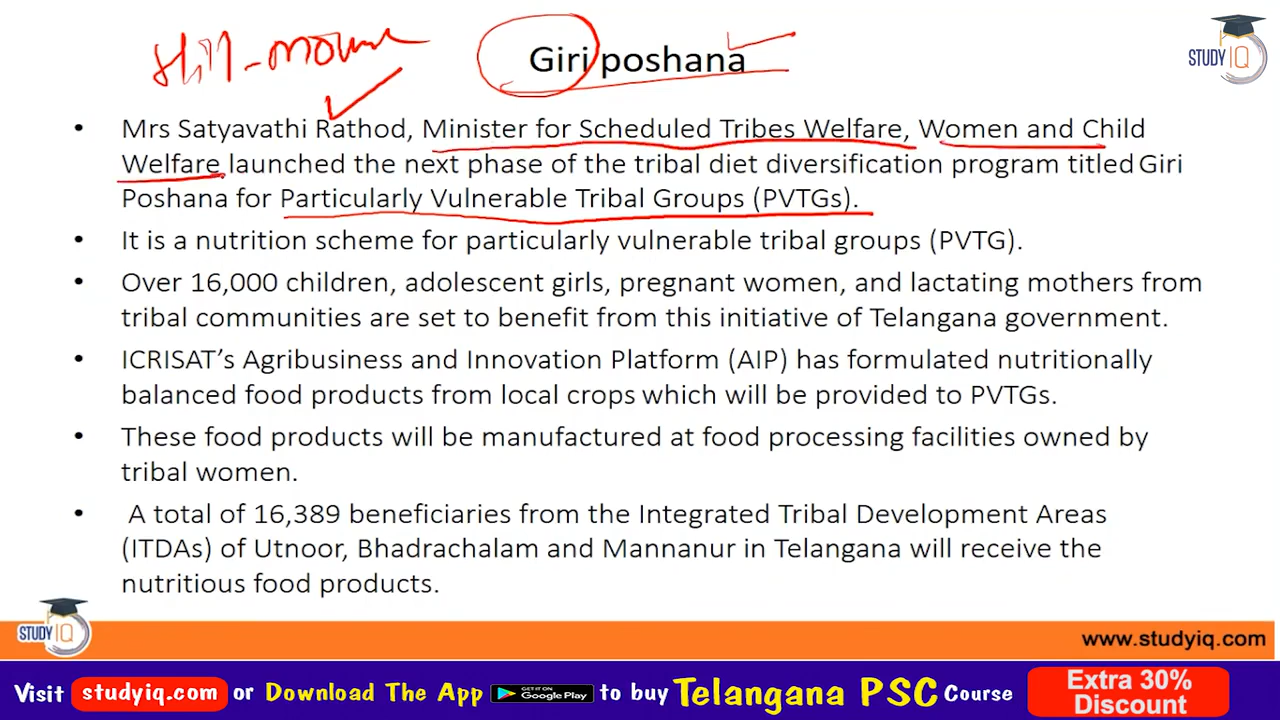 Hill-moun
Giri poshana
STUDY IQ
• Mrs Satyavathi Rathod, Minister for Scheduled Tribes Welfare, Women and Child
Welfare launched the next phase of the tribal diet diversification program titled Giri
Poshana for Particularly Vulnerable Tribal Groups (PVTGs).
• It is a nutrition scheme for particularly vulnerable tribal groups (PVTG).
• Over 16,000 children, adolescent girls, pregnant women, and lactating mothers from
tribal communities are set to benefit from this initiative of Telangana government.
• ICRISAT’s Agribusiness and Innovation Platform (AIP) has formulated nutritionally
balanced food products from local crops which will be provided to PVTGs.
• These food products will be manufactured at food processing facilities owned by
tribal women.
• A total of 16,389 beneficiaries from the Integrated Tribal Development Areas
(ITDAs) of Utnoor, Bhadrachalam and Mannanur in Telangana will receive the
nutritious food products.
STUDY IQ
www.studyiq.com
Visit studyiq.com or Download The App GET IT ON Google Play to buy Telangana PSC Course
Extra 30%
Discount